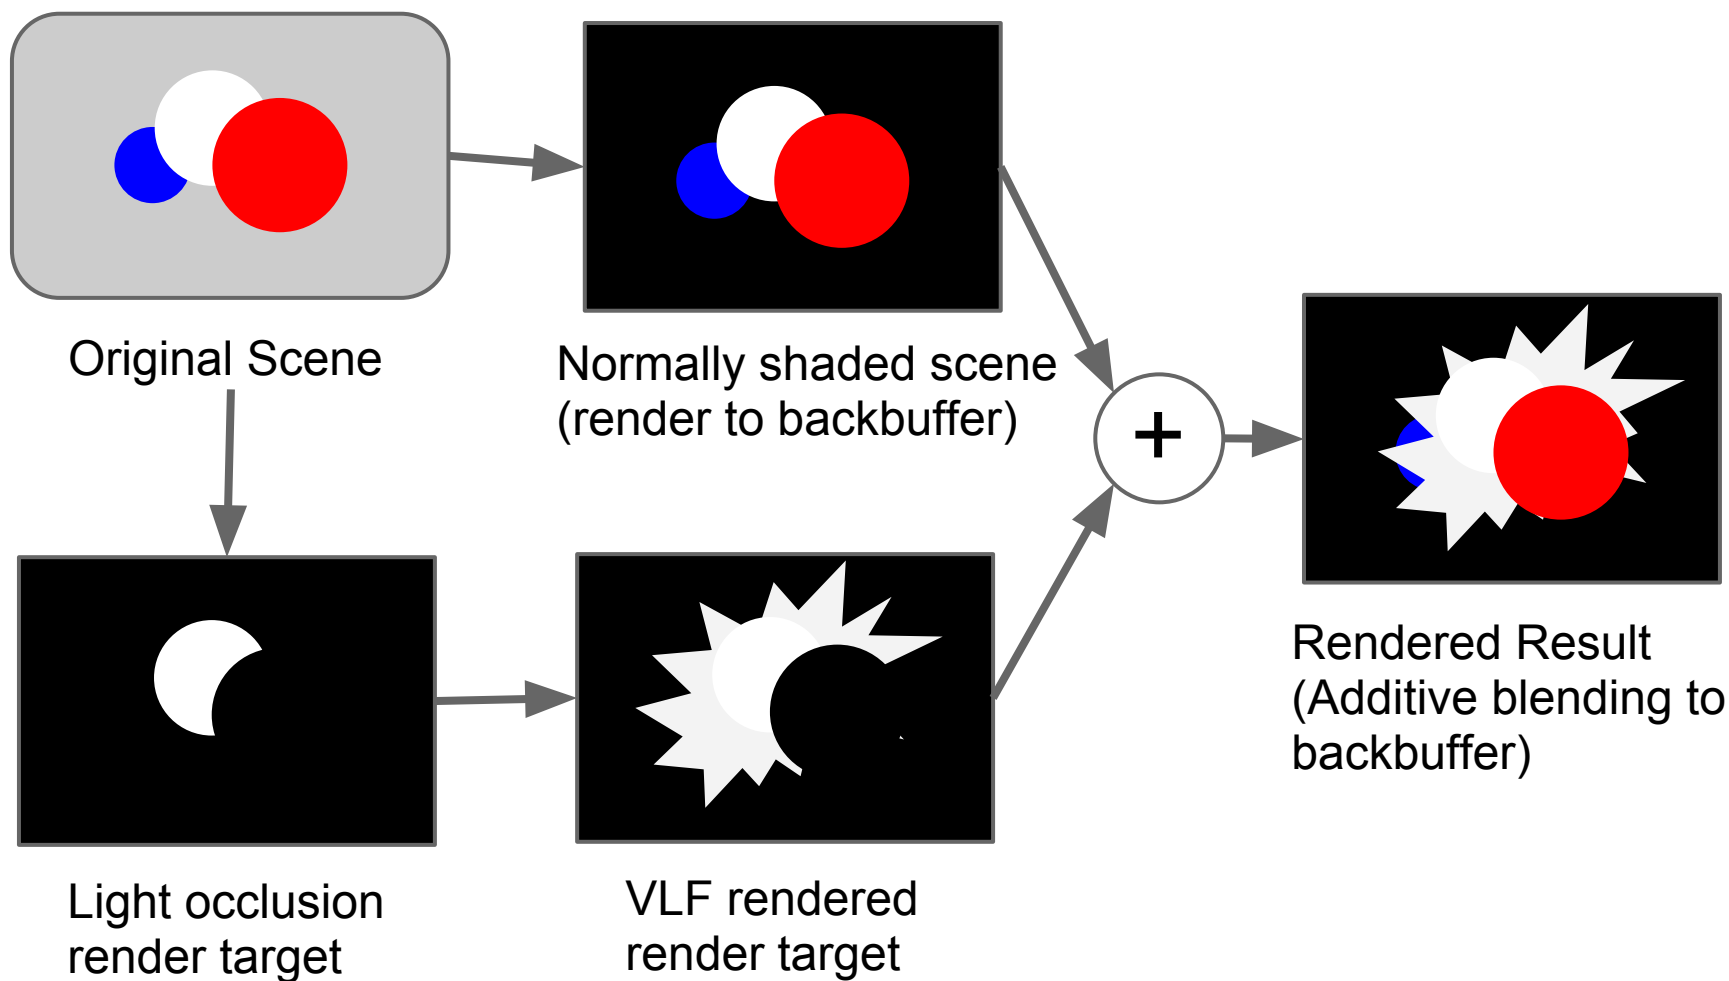 Original Scene
Normally shaded scene
(render to backbuffer)
+
Rendered Result
(Additive blending to
backbuffer)
Light occlusion
render target
VLF rendered
render target